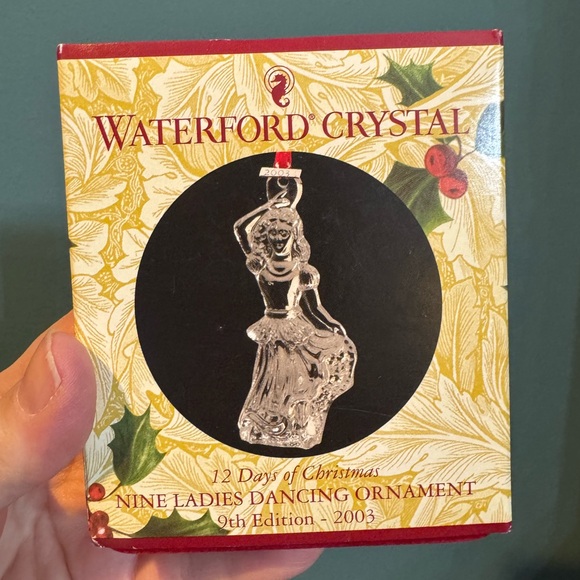 WATERFORD® CRYSTAL
2003
12 Days of Christmas
NINE LADIES DANCING ORNAMENT
9th Edition - 2003